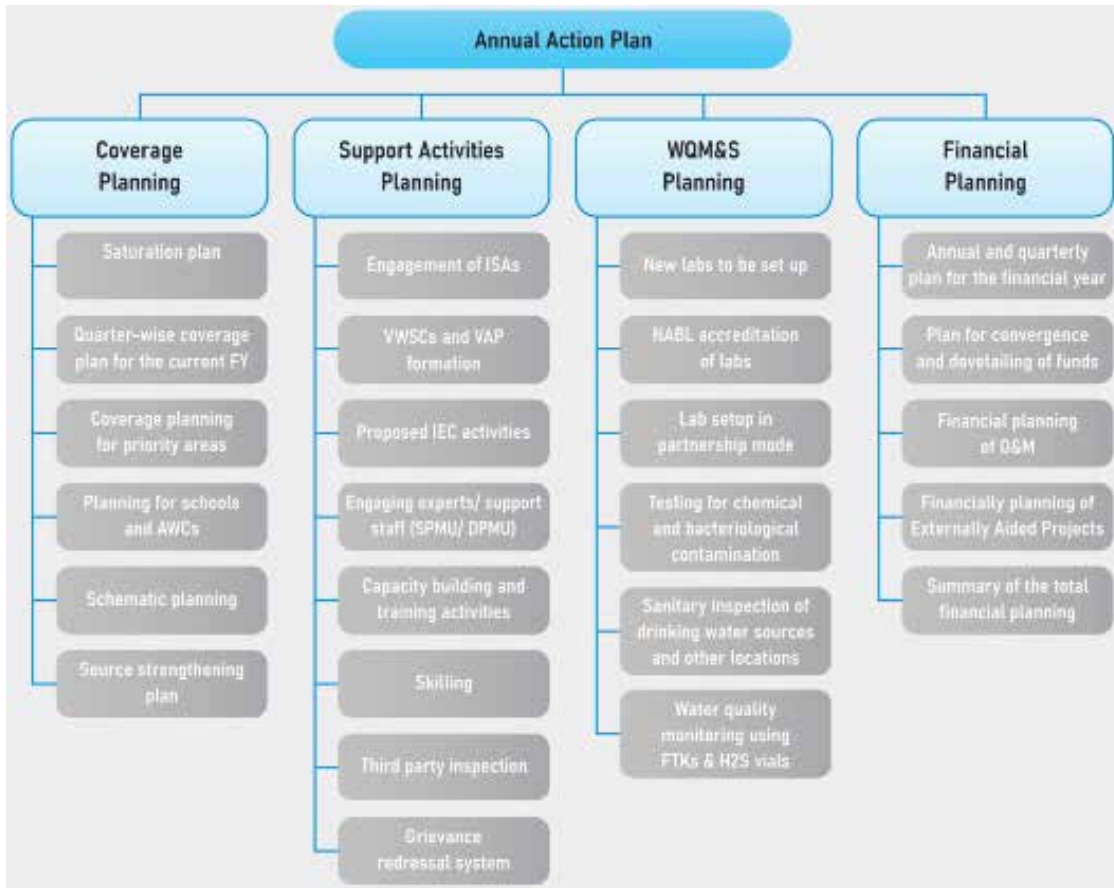 Annual Action Plan
Coverage
Planning
Saturation plan
Quarter-wise coverage
plan for the current FY
Coverage planning
for priority areas
Planning for schools
and AWCs
Schematic planning
Source strengthening
plan
Support Activities
Planning
Engagement of ISAs
VWSCs and VAP
formation
Proposed IEC activities
Engaging experts/ support
staff (SPMU/ DPMU)
Capacity building and
training activities
Skilling
Third party inspection
Grievance
redressal system
WQM&S
Planning
New labs to be set up
NABL accreditation
of labs
Lab setup in
partnership mode
Testing for chemical
and bacteriological
contamination
Sanitary inspection of
drinking water sources
and other locations
Water quality
monitoring using
FTKs & H2S vials
Financial
Planning
Annual and quarterly
plan for the financial year
Plan for convergence
and dovetailing of funds
Financial planning
of O&M
Financially planning of
Externally Aided Projects
Summary of the total
financial planning